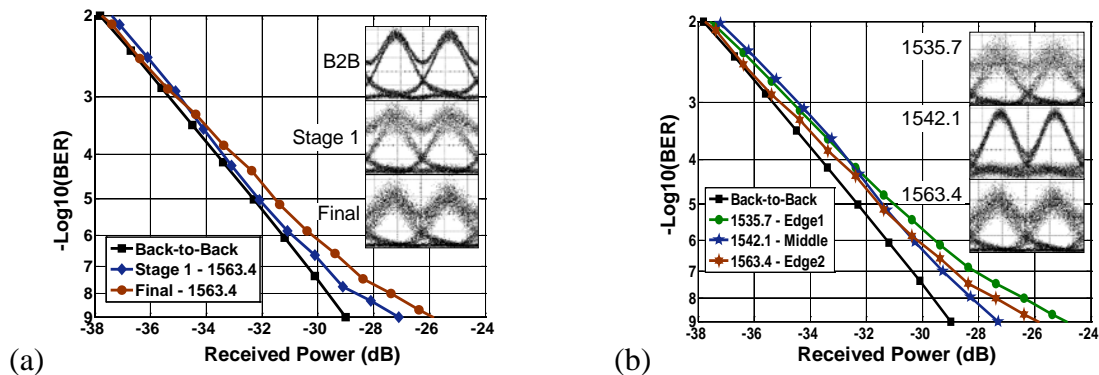 (a)
-Log10(BER)
2
3
4
5
6
7
8
9
B2B
Stage 1
Final
Back-to-Back
Stage 1 - 1563.4
Final - 1563.4
-38 -36 -34 -32 -30 -28 -26 -24
Received Power (dB)
(b)
-Log10(BER)
2
3
4
5
6
7
8
9
1535.7
1542.1
1563.4
Back-to-Back
1535.7 - Edge1
1542.1 - Middle
1563.4 - Edge2
-38 -36 -34 -32 -30 -28 -26 -24
Received Power (dB)